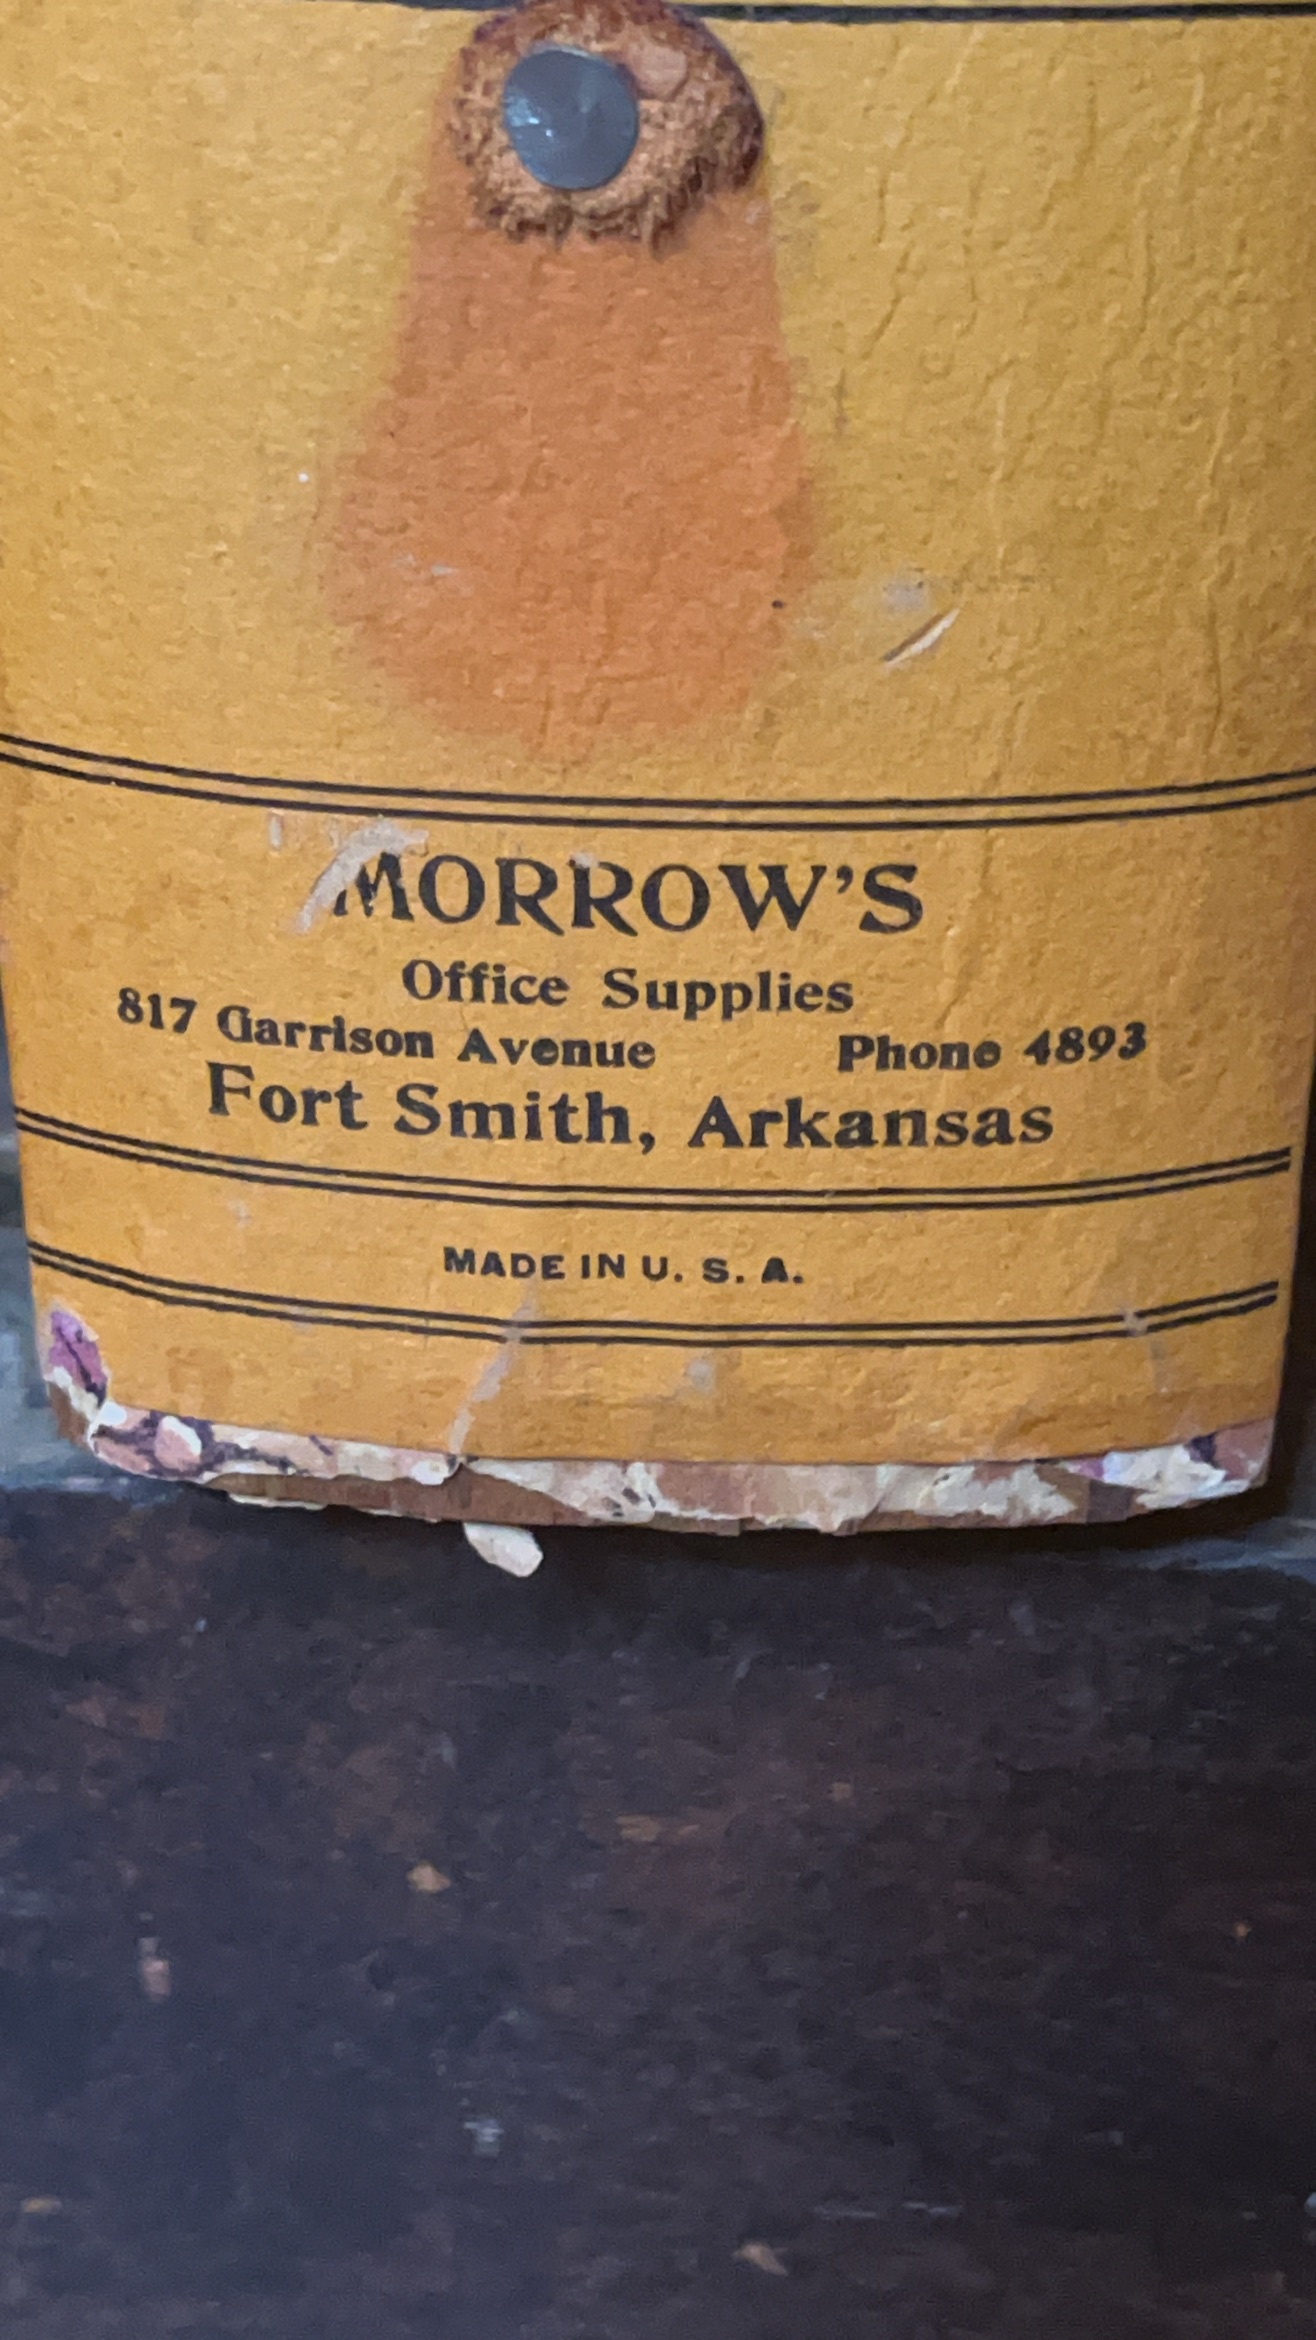 MORROW'S
Office Supplies
817 Garrison Avenue Phone 4893
Fort Smith, Arkansas
MADE IN U. S. A.